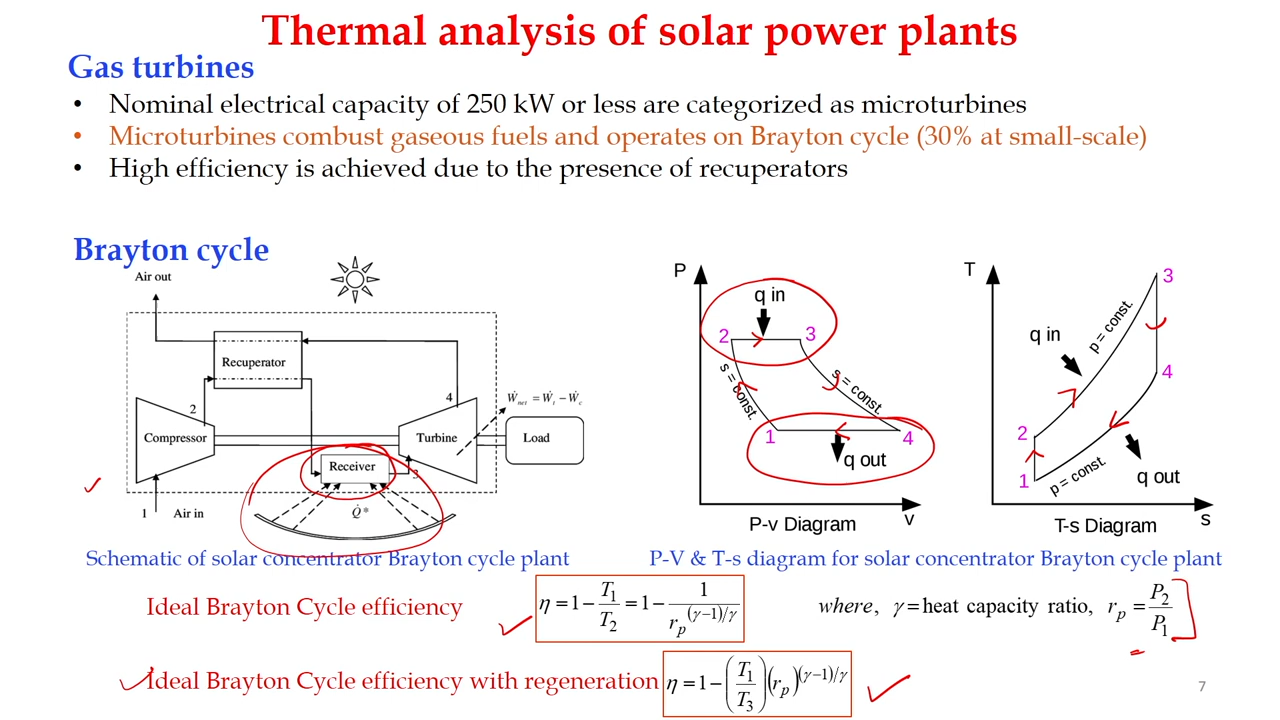 Thermal analysis of solar power plants
Gas turbines
• Nominal electrical capacity of 250 kW or less are categorized as microturbines
• Microturbines combust gaseous fuels and operates on Brayton cycle (30% at small-scale)
• High efficiency is achieved due to the presence of recuperators
Brayton cycle
Air out
Recuperator
2
4
Ẇnet = Ẇt − Ẇc
Compressor
Turbine
Load
Receiver
3
Q̇*
1
Air in
P
q in
2
3
s = const.
s = const.
1
4
q out
P-v Diagram
v
T
3
q in
p = const.
4
2
1
p = const.
q out
T-s Diagram
s
Schematic of solar concentrator Brayton cycle plant
P-V & T-s diagram for solar concentrator Brayton cycle plant
Ideal Brayton Cycle efficiency
η = 1 − T1/T2 = 1 − 1/rp^(γ−1)/γ
where, γ = heat capacity ratio, rp = P2/P1
Ideal Brayton Cycle efficiency with regeneration
η = 1 − (T1/T3)(rp)^(γ−1)/γ
7